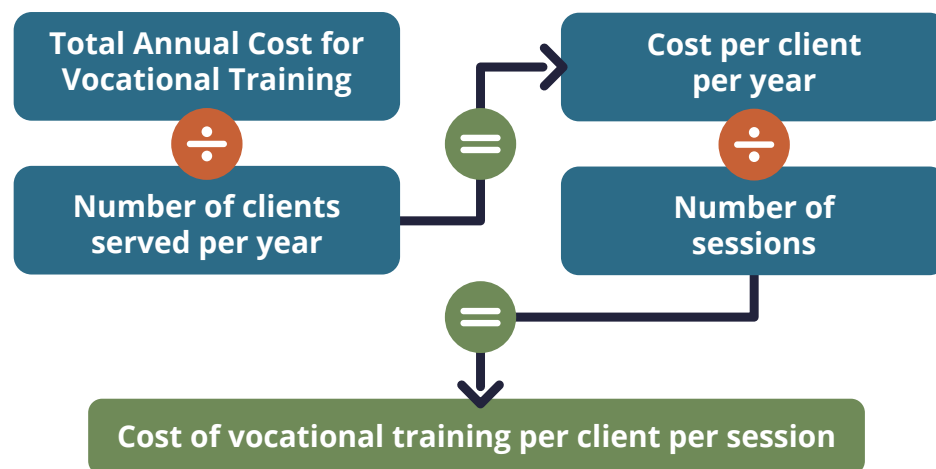 Total Annual Cost for
Vocational Training
÷
Number of clients
served per year
=
Cost per client
per year
÷
Number of
sessions
=
Cost of vocational training per client per session